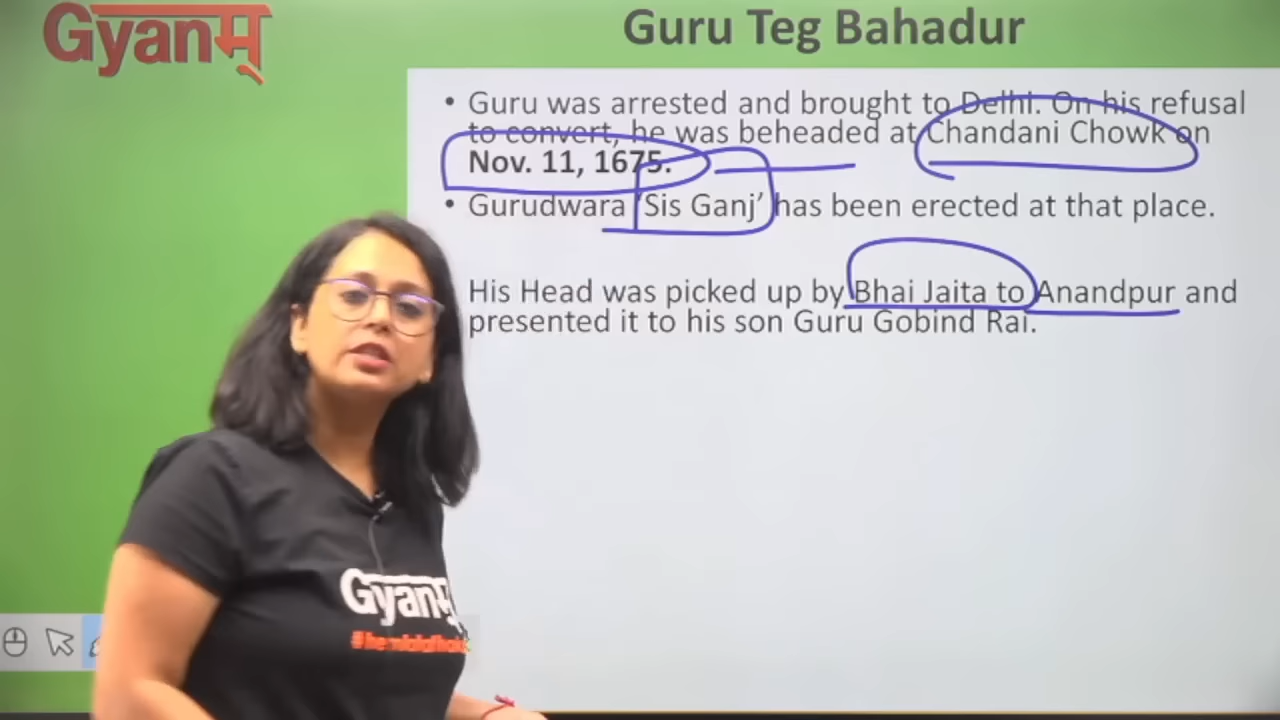 Gyanम्
Guru Teg Bahadur
• Guru was arrested and brought to Delhi. On his refusal
to convert, he was beheaded at Chandani Chowk on
Nov. 11, 1675.
• Gurudwara ‘Sis Ganj’ has been erected at that place.
His Head was picked up by Bhai Jaita to Anandpur and
presented it to his son Guru Gobind Rai.
Gyanम्